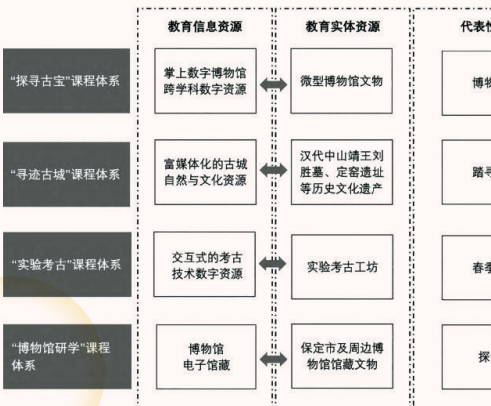 教育信息资源 教育实体资源 代表性
“探寻古宝”课程体系
掌上数字博物馆
跨学科数字资源
微型博物馆文物
博物
“寻迹古城”课程体系
富媒体化的古城
自然与文化资源
汉代中山靖王刘
胜墓、定窑遗址
等历史文化遗产
踏寻
“实验考古”课程体系
交互式的考古
技术数字资源
实验考古工坊
春季
“博物馆研学”课程
体系
博物馆
电子馆藏
保定市及周边博
物馆馆藏文物
探